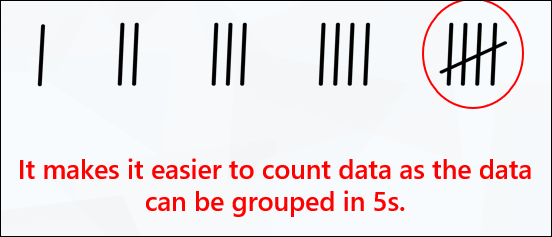 It makes it easier to count data as the data
can be grouped in 5s.